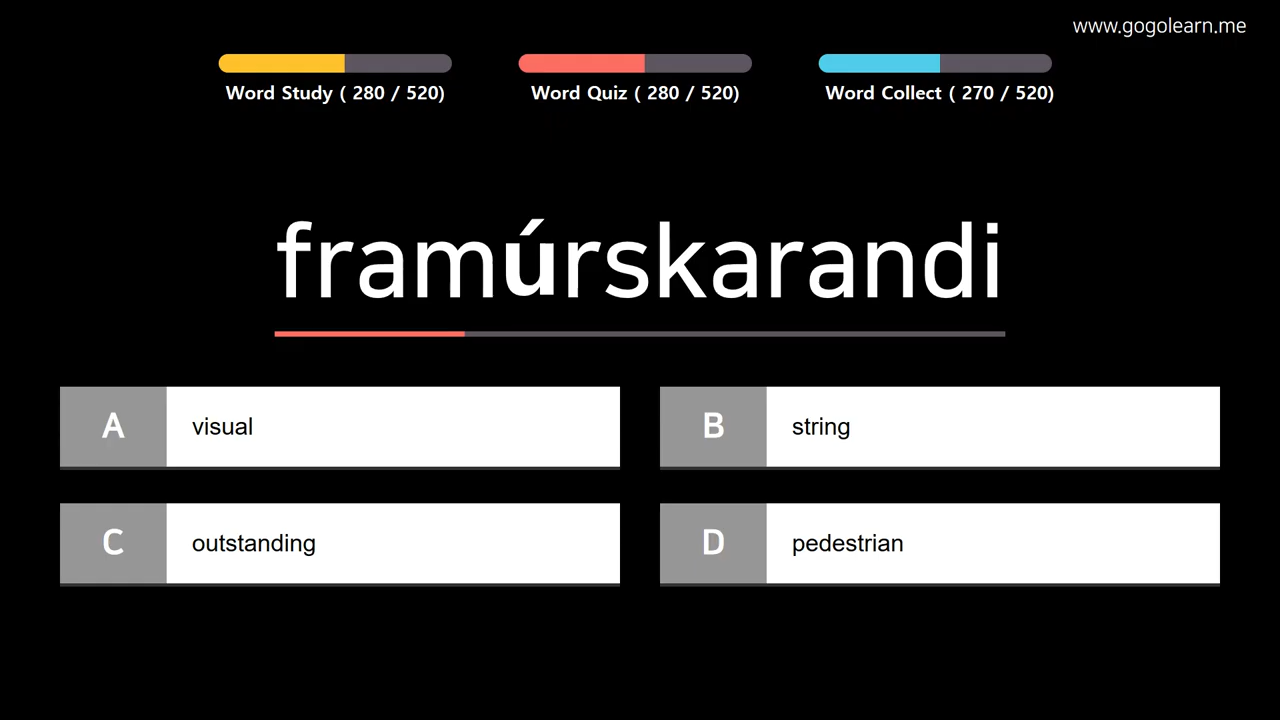 www.gogolearn.me
Word Study ( 280 / 520)
Word Quiz ( 280 / 520)
Word Collect ( 270 / 520)
framúrskarandi
A visual
B string
C outstanding
D pedestrian